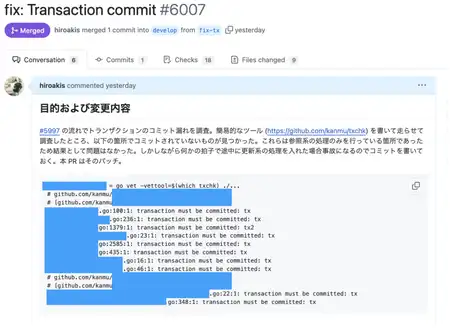 fix: Transaction commit #6007
Merged hiroakis merged 1 commit into develop from fix-tx yesterday
Conversation 6 Commits 1 Checks 18 Files changed 9
hiroakis commented yesterday
目的および変更内容
#5997 の流れでトランザクションのコミット漏れを調査。簡易的なツール (https://github.com/kanmu/txchk) を書いて走らせて
調査したところ、以下の箇所でコミットされていないものが見つかった。これらは参照系の処理のみを行っている箇所であっ
たため結果として問題はなかった。しかしながら何かの拍子で途中に更新系の処理を入れた場合事故になるのでコミットを書いて
おく。本 PR はそのパッチ。
= go vet -vettool=$(which txchk) ./...
# github.com/kanmu/
# [github.com/kanmu/
.go:100:1: transaction must be committed: tx
.go:236:1: transaction must be committed: tx
go:1379:1: transaction must be committed: tx2
.go:23:1: transaction must be committed: tx
go:2585:1: transaction must be committed: tx
go:435:1: transaction must be committed: tx
.go:16:1: transaction must be committed: tx
.go:46:1: transaction must be committed: tx
# github.com/kanmu/
# [github.com/kanmu/
.go:22:1: transaction must be committed: tx
go:348:1: transaction must be committed: tx